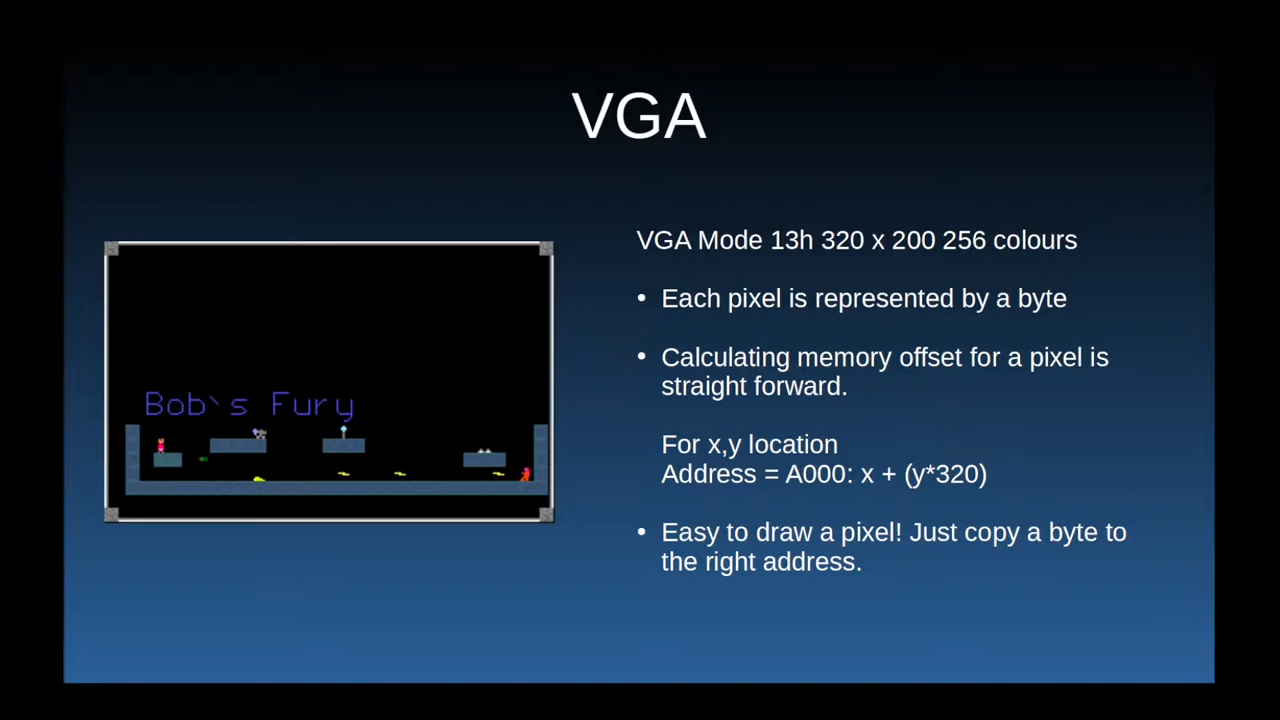 VGA
Bob`s Fury
VGA Mode 13h 320 x 200 256 colours
• Each pixel is represented by a byte
• Calculating memory offset for a pixel is
straight forward.
For x,y location
Address = A000: x + (y*320)
• Easy to draw a pixel! Just copy a byte to
the right address.